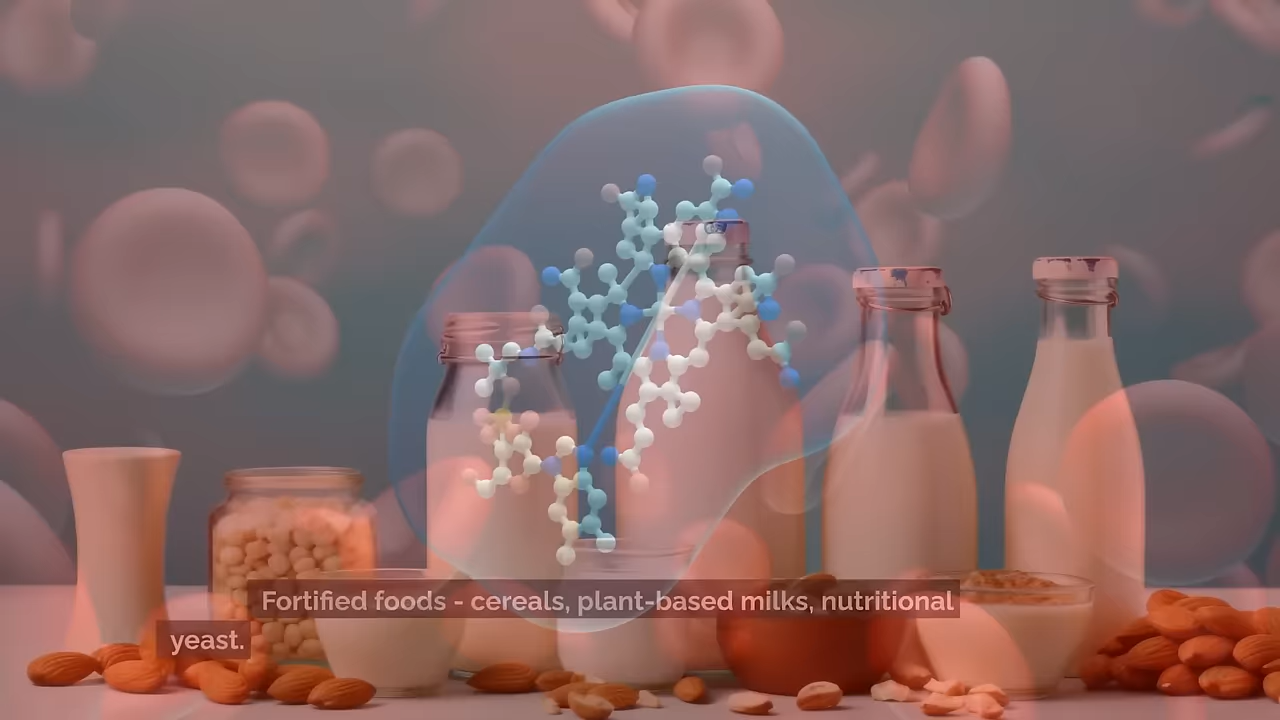 Fortified foods - cereals, plant-based milks, nutritional
yeast.